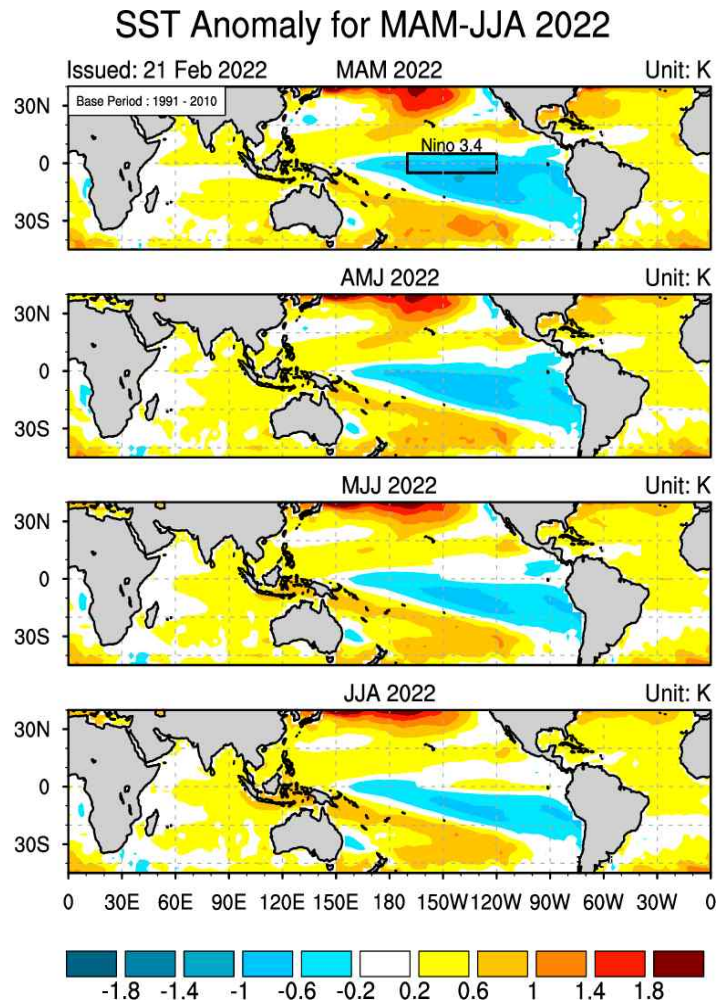 SST Anomaly for MAM-JJA 2022
Issued: 21 Feb 2022 MAM 2022 Unit: K
Base Period : 1991 - 2010
30N
Nino 3.4
0
30S
AMJ 2022 Unit: K
30N
0
30S
MJJ 2022 Unit: K
30N
0
30S
JJA 2022 Unit: K
30N
0
30S
0 30E 60E 90E 120E 150E 180 150W 120W 90W 60W 30W 0
-1.8 -1.4 -1 -0.6 -0.2 0.2 0.6 1 1.4 1.8